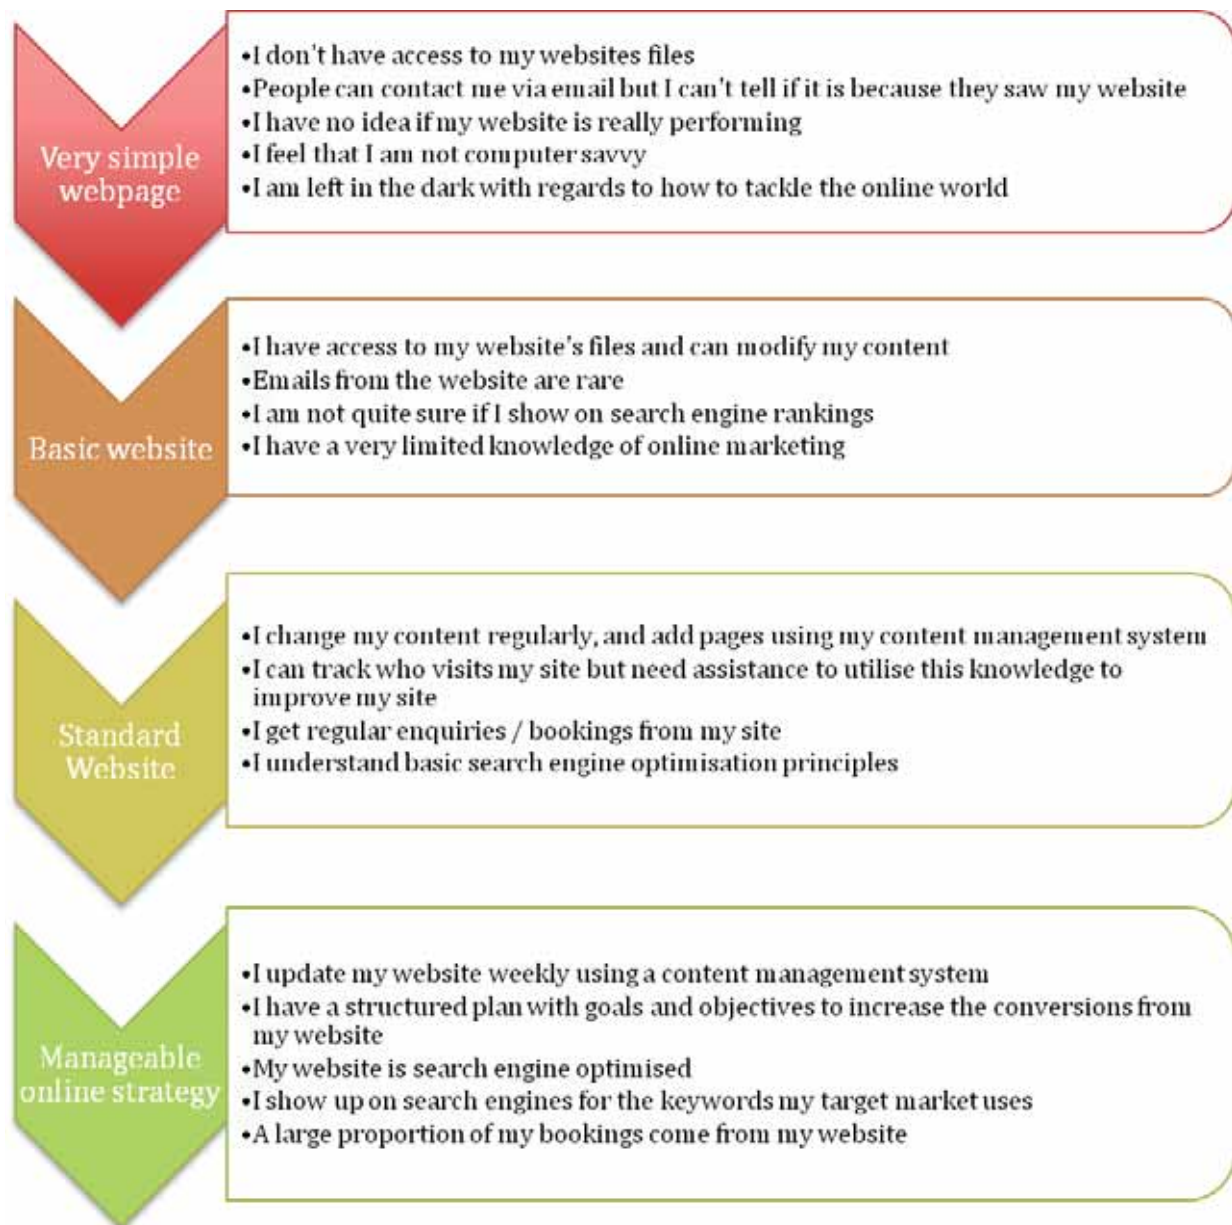 Very simple
webpage
•I don't have access to my websites files
•People can contact me via email but I can't tell if it is because they saw my website
•I have no idea if my website is really performing
•I feel that I am not computer savvy
•I am left in the dark with regards to how to tackle the online world
Basic website
•I have access to my website's files and can modify my content
•Emails from the website are rare
•I am not quite sure if I show on search engine rankings
•I have a very limited knowledge of online marketing
Standard
Website
•I change my content regularly, and add pages using my content management system
•I can track who visits my site but need assistance to utilise this knowledge to
improve my site
•I get regular enquiries / bookings from my site
•I understand basic search engine optimisation principles
Manageable
online strategy
•I update my website weekly using a content management system
•I have a structured plan with goals and objectives to increase the conversions from
my website
•My website is search engine optimised
•I show up on search engines for the keywords my target market uses
•A large proportion of my bookings come from my website